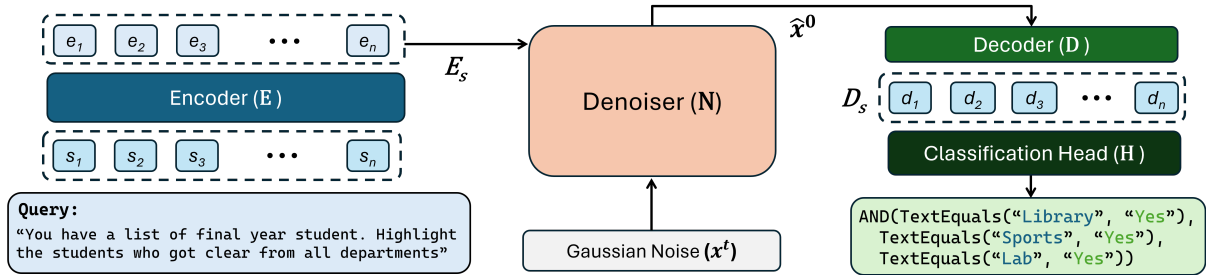 e1 e2 e3 ••• en
Encoder (E)
s1 s2 s3 ••• sn
Query:
“You have a list of final year student. Highlight
the students who got clear from all departments”
Es
Denoiser (N)
Gaussian Noise (x^t)
x̂^0
Decoder (D)
Ds
d1 d2 d3 ••• dn
Classification Head (H)
AND(TextEquals(“Library”, “Yes”),
TextEquals(“Sports”, “Yes”),
TextEquals(“Lab”, “Yes”))